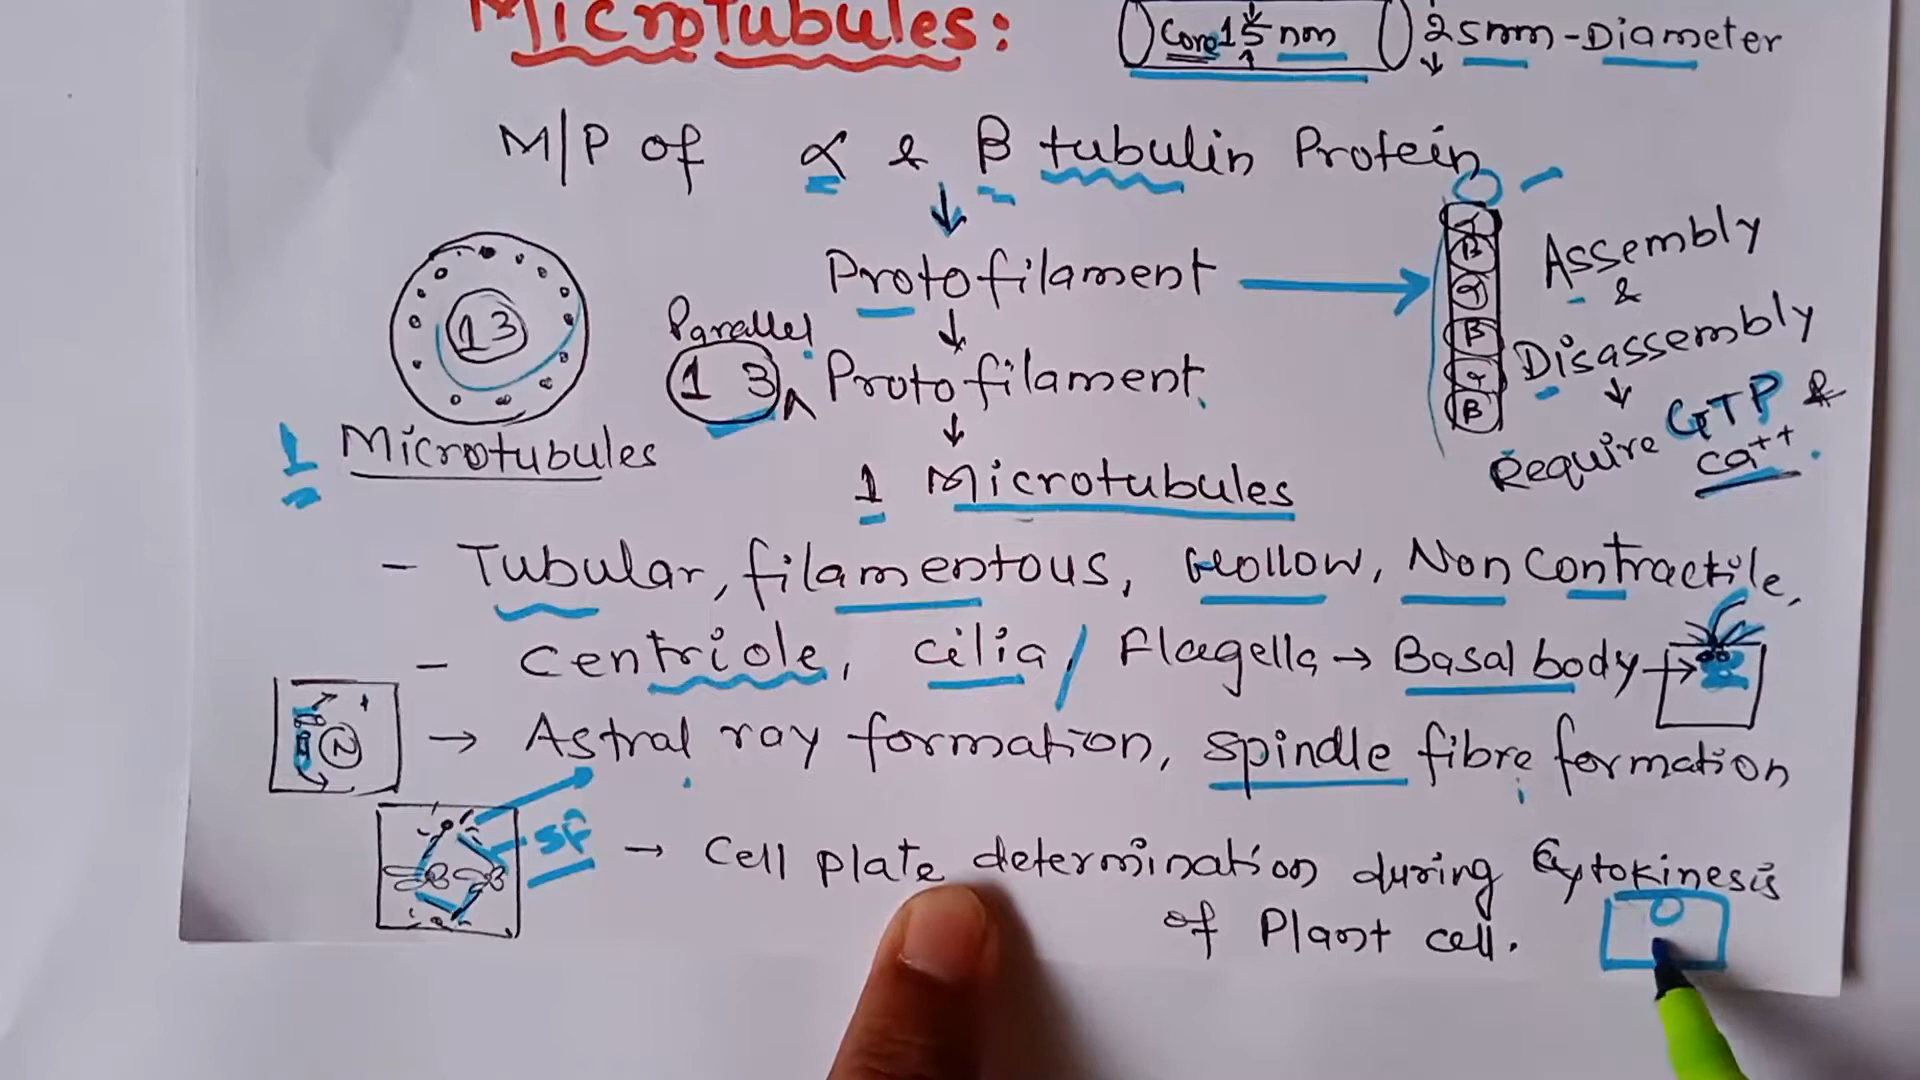 Microtubules:
Core 15 nm
25nm-Diameter
M/P of α & β tubulin Protein
Protofilament
α
β
α
β
α
β
Assembly
&
Disassembly
Require GTP &
Ca++
13
Parallel
13 Protofilament.
1 Microtubules
1 Microtubules
- Tubular, filamentous, Hollow, Non Contractile,
- Centriole, Cilia / Flagella → Basal body →
N
→ Astral ray formation, spindle fibre formation
SF
→ Cell plate determination during Cytokinesis
of Plant cell.